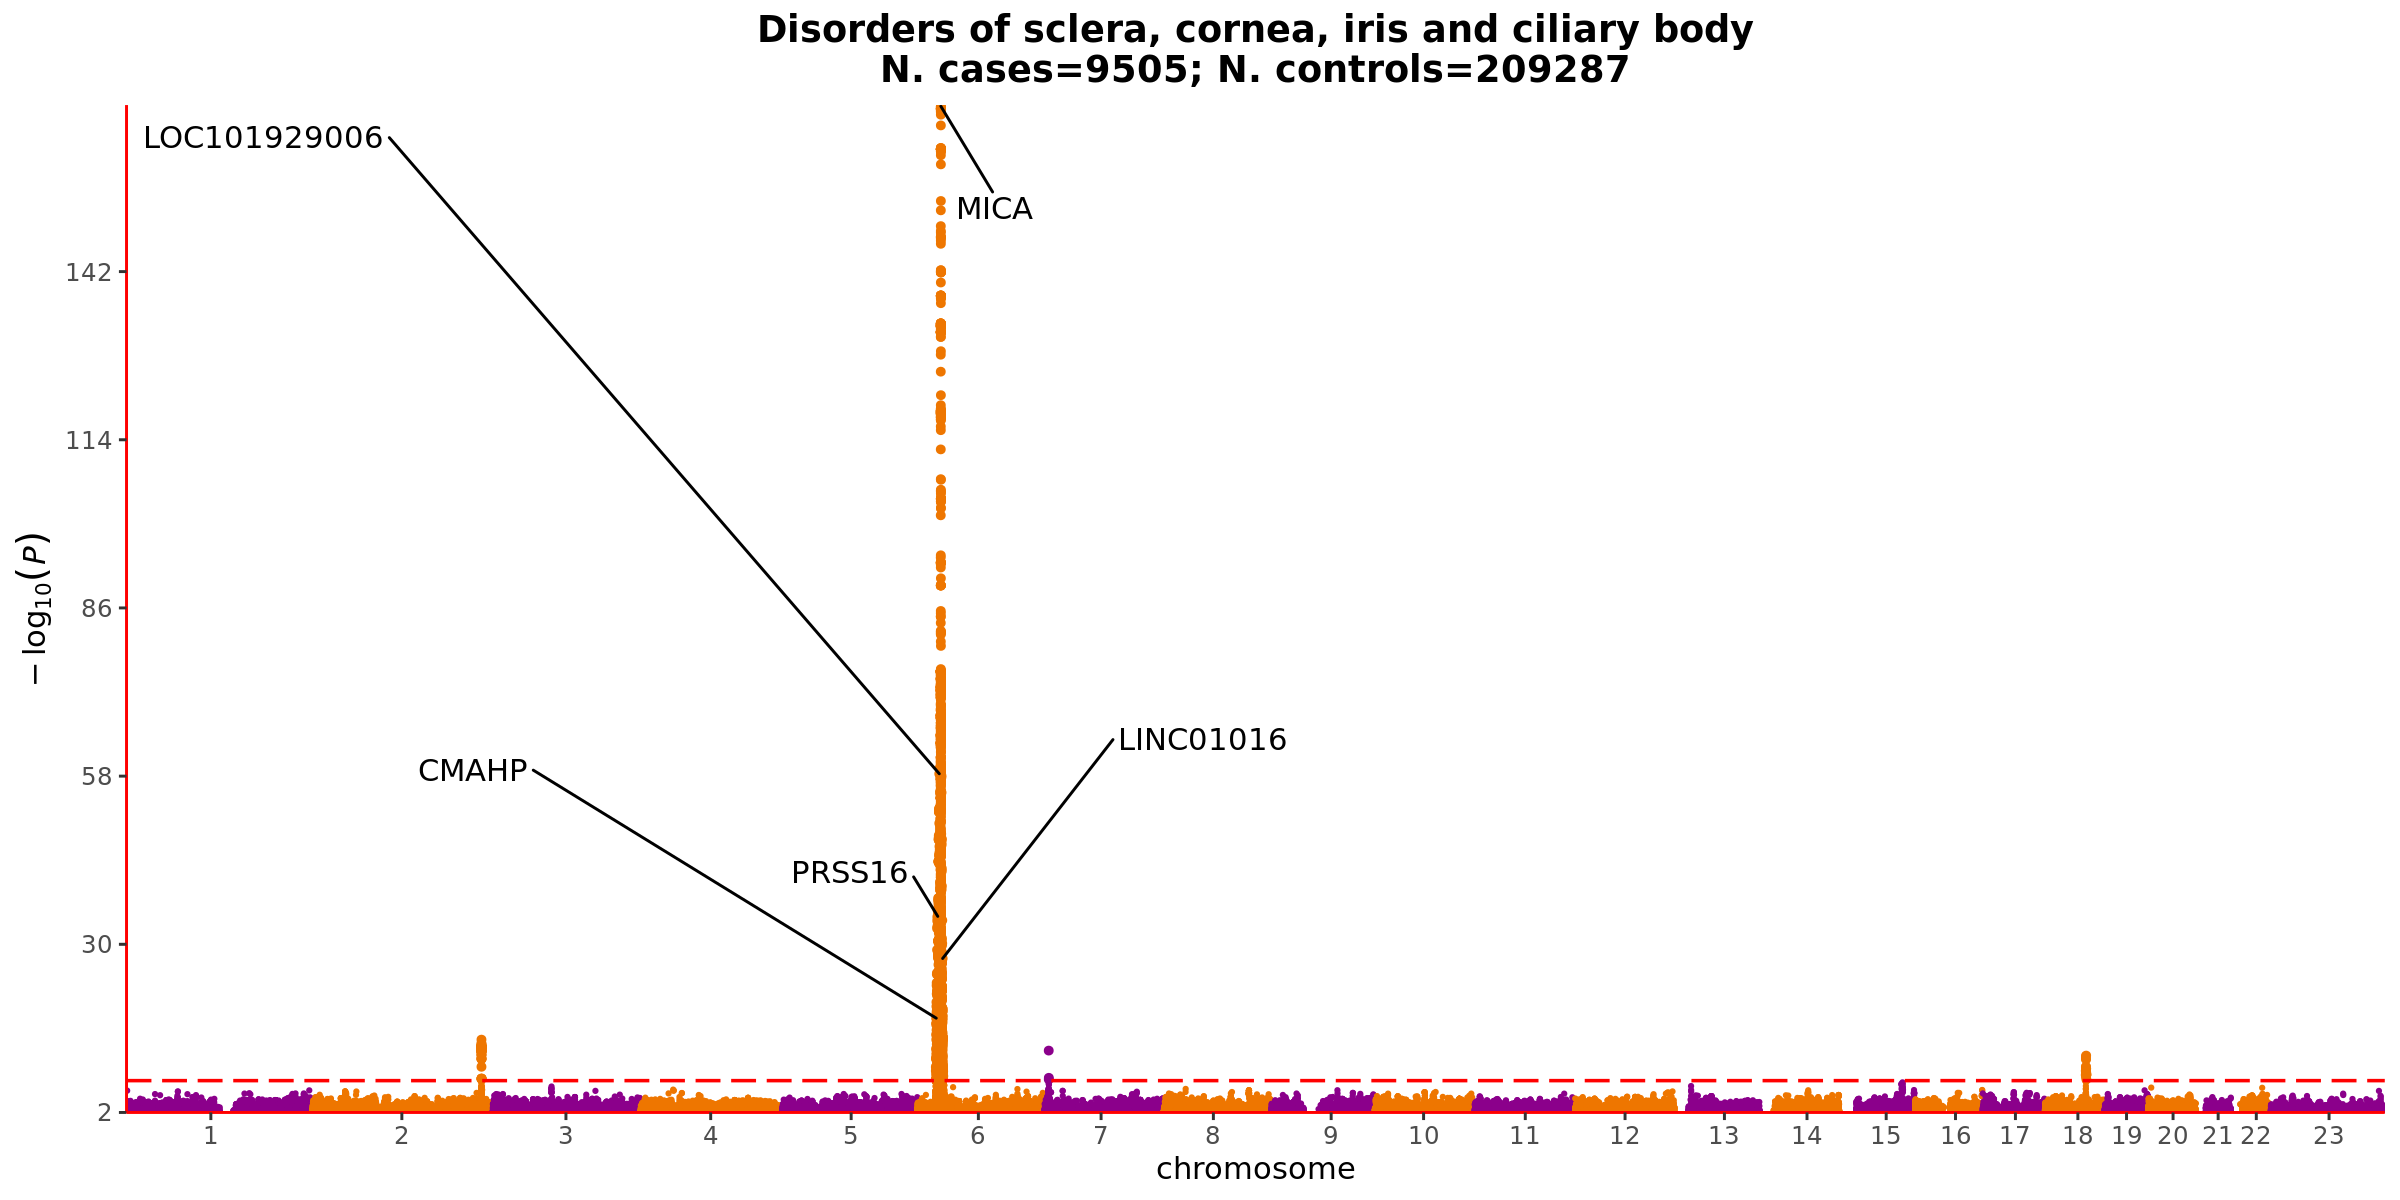 Disorders of sclera, cornea, iris and ciliary body
N. cases=9505; N. controls=209287
LOC101929006
MICA
142
114
86
58
30
2
−log10(P)
LINC01016
CMAHP
PRSS16
1 2 3 4 5 6 7 8 9 10 11 12 13 14 15 16 17 18 19 20 21 22 23
chromosome